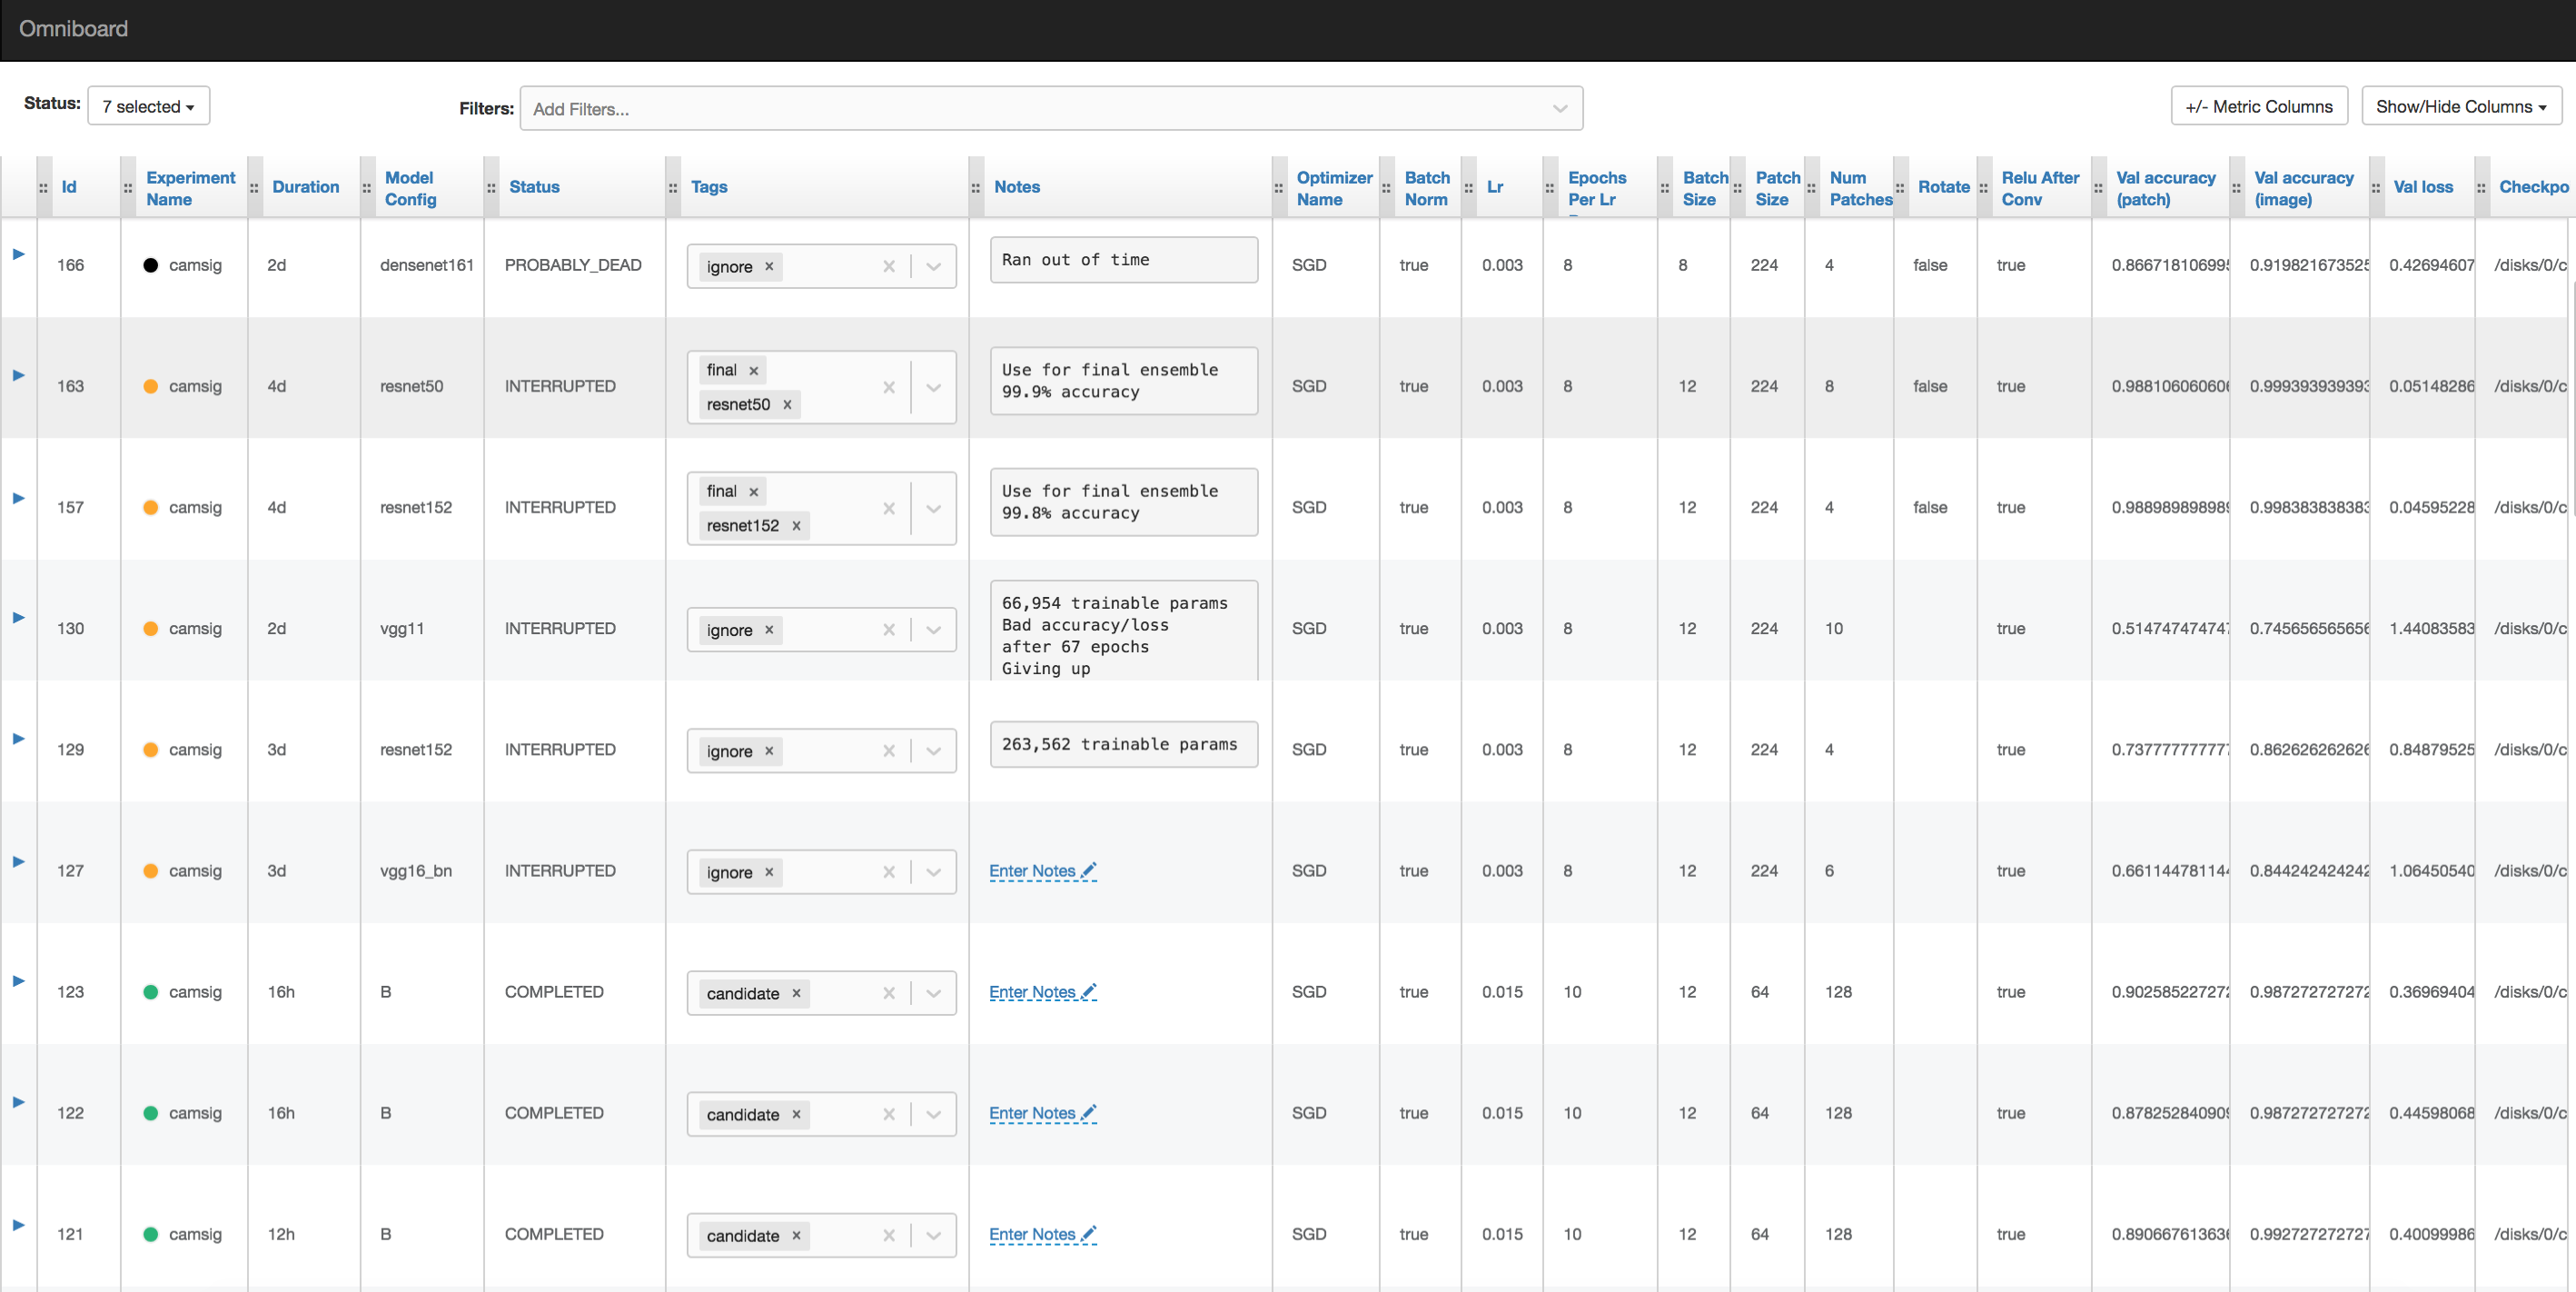 Omniboard
Status: 7 selected Filters: Add Filters... +/- Metric Columns Show/Hide Columns
Id Experiment Name Duration Model Config Status Tags Notes Optimizer Name Batch Norm Lr Epochs Per Lr Batch Size Patch Size Num Patches Rotate Relu After Conv Val accuracy (patch) Val accuracy (image) Val loss Checkpo
166 camsig 2d densenet161 PROBABLY_DEAD ignore × Ran out of time SGD true 0.003 8 8 224 4 false true 0.86671810699 0.91982167352 0.42694607 /disks/0/c
163 camsig 4d resnet50 INTERRUPTED final × resnet50 × Use for final ensemble
99.9% accuracy SGD true 0.003 8 12 224 8 false true 0.98810606060 0.99939393939 0.05148286 /disks/0/c
157 camsig 4d resnet152 INTERRUPTED final × resnet152 × Use for final ensemble
99.8% accuracy SGD true 0.003 8 12 224 4 false true 0.98898989898 0.99838383838 0.04595228 /disks/0/c
130 camsig 2d vgg11 INTERRUPTED ignore × 66,954 trainable params
Bad accuracy/loss
after 67 epochs
Giving up SGD true 0.003 8 12 224 10 true 0.51474747474 0.74565656565 1.44083583 /disks/0/c
129 camsig 3d resnet152 INTERRUPTED ignore × 263,562 trainable params SGD true 0.003 8 12 224 4 true 0.73777777777 0.86262626262 0.84879525 /disks/0/c
127 camsig 3d vgg16_bn INTERRUPTED ignore × Enter Notes SGD true 0.003 8 12 224 6 true 0.66114478114 0.84424242424 1.06450540 /disks/0/c
123 camsig 16h B COMPLETED candidate × Enter Notes SGD true 0.015 10 12 64 128 true 0.90258522727 0.98727272727 0.36969404 /disks/0/c
122 camsig 16h B COMPLETED candidate × Enter Notes SGD true 0.015 10 12 64 128 true 0.87825284090 0.98727272727 0.44598068 /disks/0/c
121 camsig 12h B COMPLETED candidate × Enter Notes SGD true 0.015 10 12 64 128 true 0.89066761363 0.99272727272 0.40099986 /disks/0/c